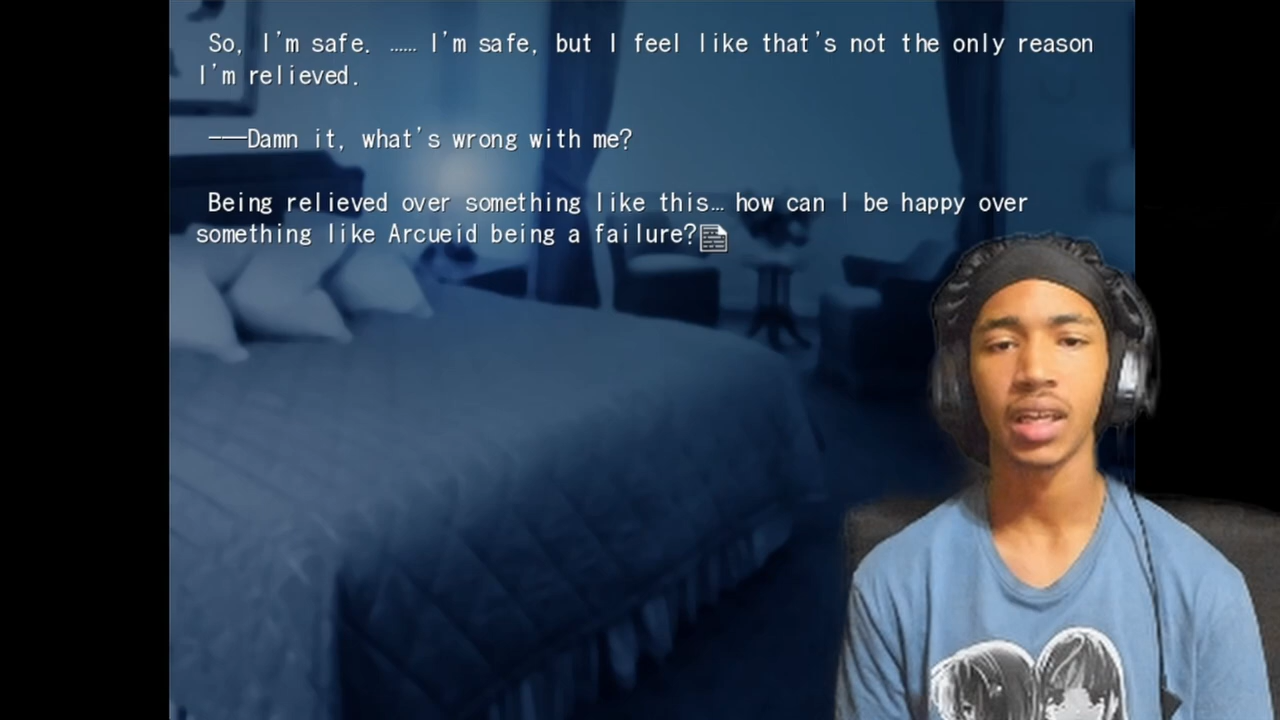 So, I'm safe. …… I'm safe, but I feel like that's not the only reason
I'm relieved.
――Damn it, what's wrong with me?
Being relieved over something like this… how can I be happy over
something like Arcueid being a failure?